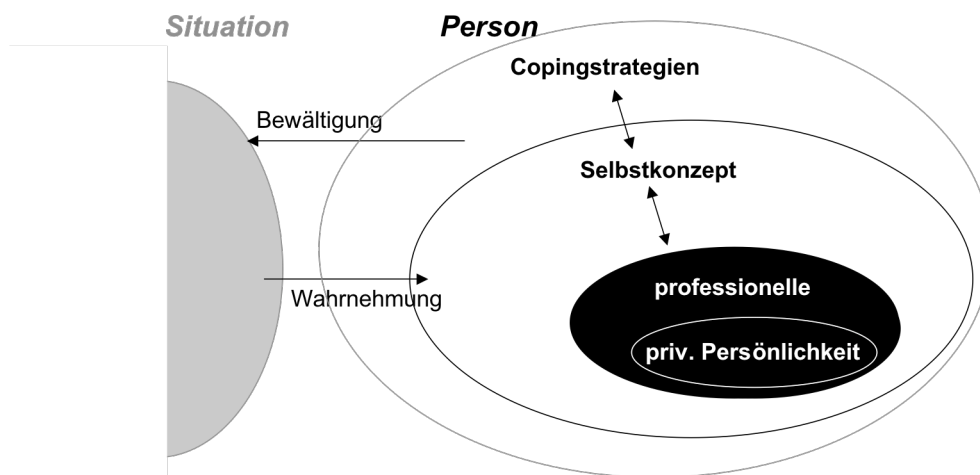 Situation
Person
Copingstrategien
Bewältigung
Selbstkonzept
Wahrnehmung
professionelle
priv. Persönlichkeit